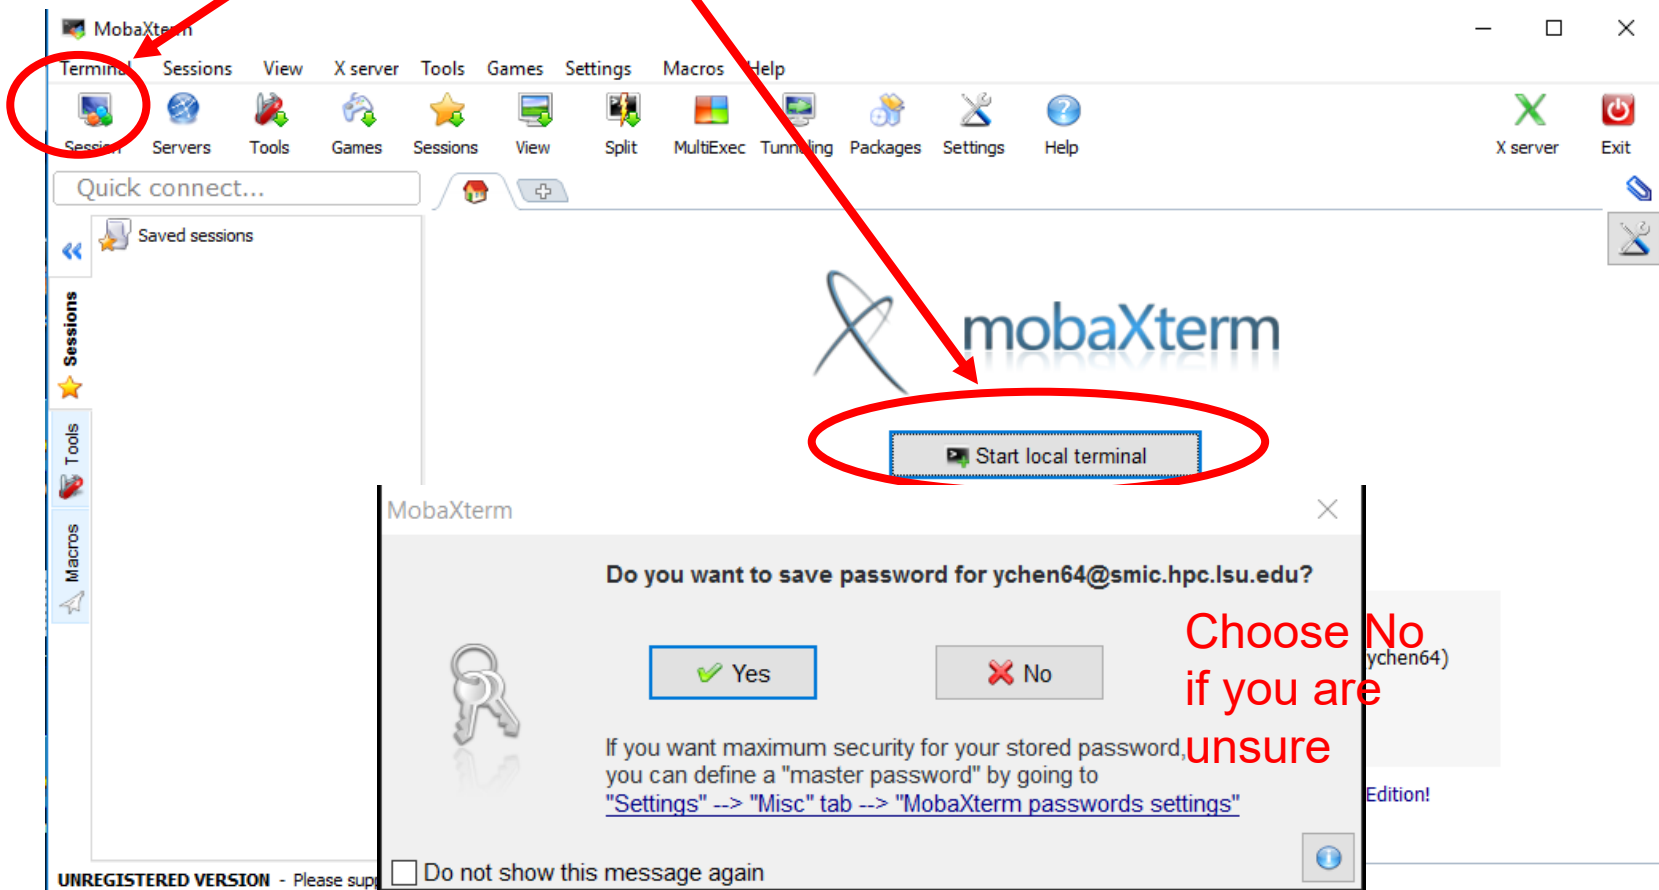 MobaXterm
Terminal Sessions View X server Tools Games Settings Macros Help
Session Servers Tools Games Sessions View Split MultiExec Tunneling Packages Settings Help X server Exit
Quick connect...
Saved sessions
Sessions
Tools
Macros
mobaXterm
Start local terminal
MobaXterm
Do you want to save password for ychen64@smic.hpc.lsu.edu?
Yes
No
Choose No
if you are
unsure
ychen64)
If you want maximum security for your stored password,
you can define a "master password" by going to
"Settings" --> "Misc" tab --> "MobaXterm passwords settings"
Edition!
Do not show this message again
UNREGISTERED VERSION - Please supp